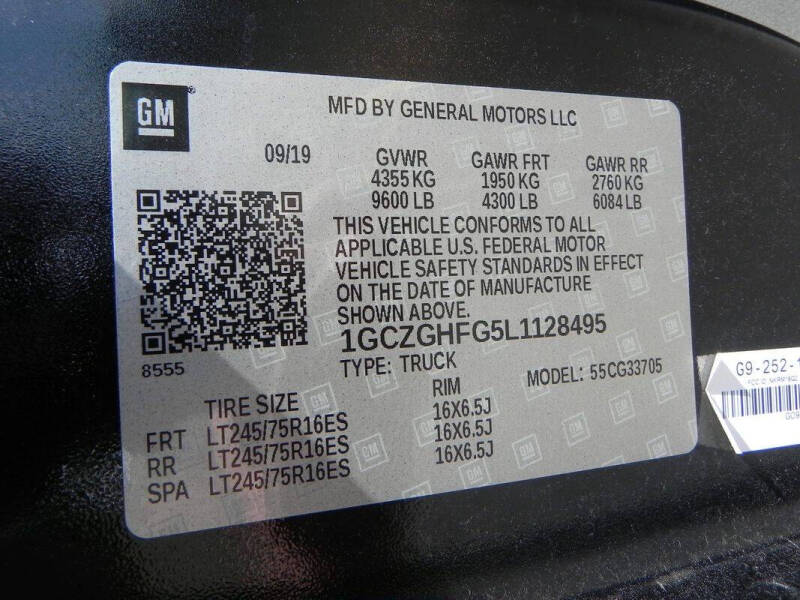 GM
MFD BY GENERAL MOTORS LLC
09/19 GVWR GAWR FRT GAWR RR
4355 KG 1950 KG 2760 KG
9600 LB 4300 LB 6084 LB
THIS VEHICLE CONFORMS TO ALL
APPLICABLE U.S. FEDERAL MOTOR
VEHICLE SAFETY STANDARDS IN EFFECT
ON THE DATE OF MANUFACTURE
SHOWN ABOVE.
1GCZGHFG5L1128495
8555
TYPE: TRUCK MODEL: 55CG33705
TIRE SIZE RIM
FRT LT245/75R16ES 16X6.5J
RR LT245/75R16ES 16X6.5J
SPA LT245/75R16ES 16X6.5J
G9-252-1